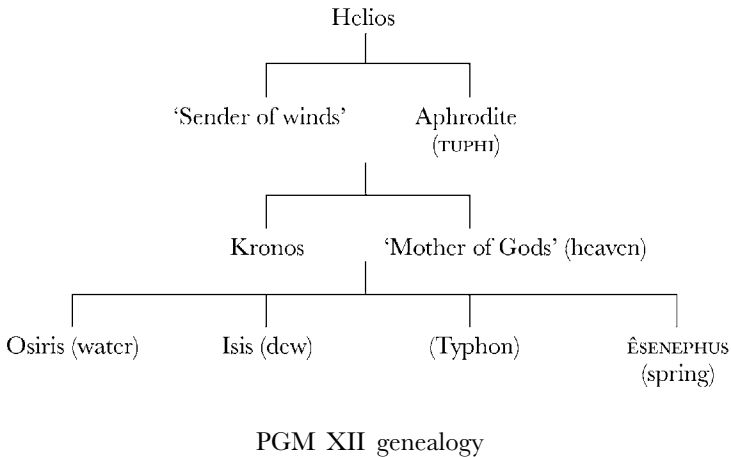 Helios
‘Sender of winds’ Aphrodite
(TUPHI)
Kronos ‘Mother of Gods’ (heaven)
Osiris (water) Isis (dew) (Typhon) ÊSENEPHUS
(spring)
PGM XII genealogy